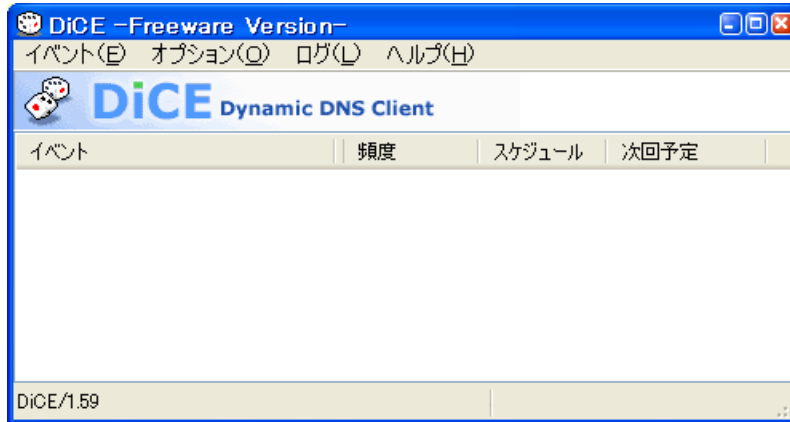 DiCE -Freeware Version-
イベント(E) オプション(O) ログ(L) ヘルプ(H)
DiCE Dynamic DNS Client
イベント 頻度 スケジュール 次回予定
DiCE/1.59